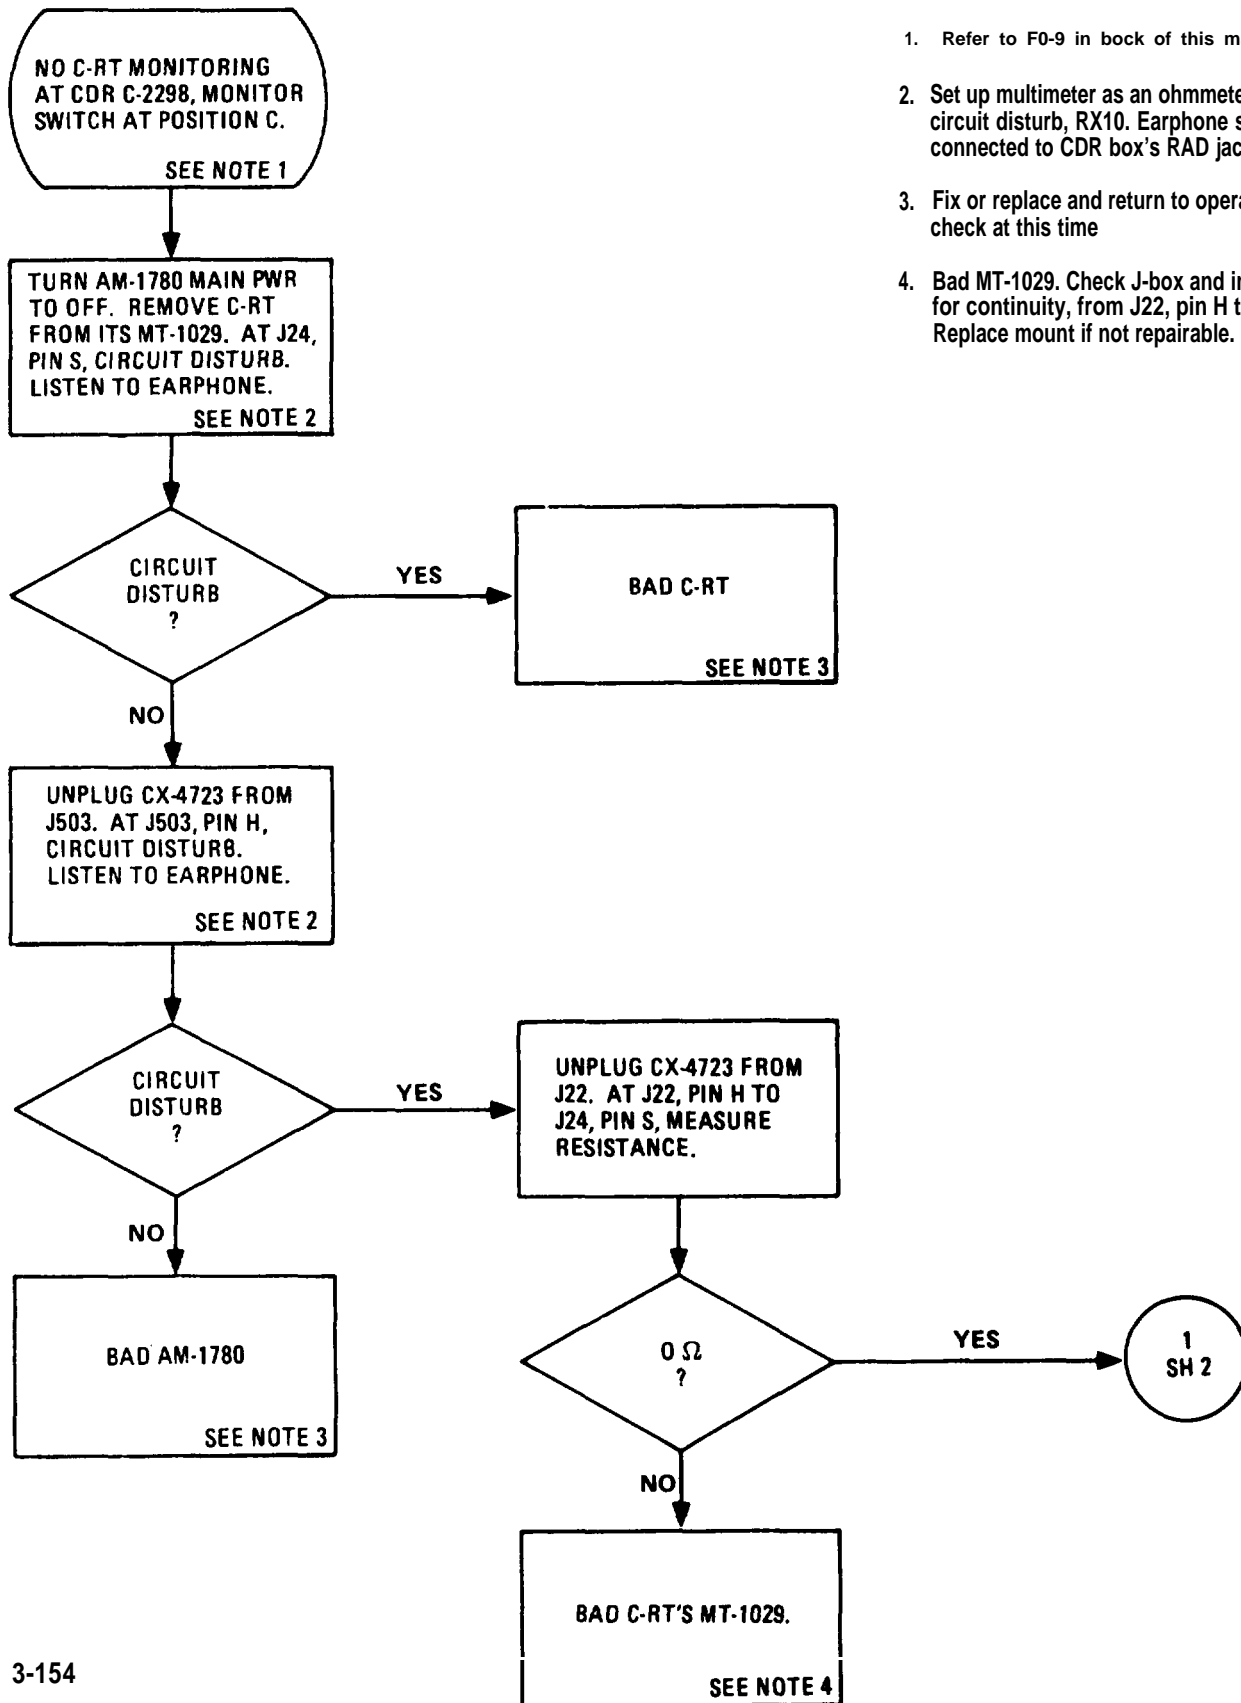 NO C-RT MONITORING
AT CDR C-2298, MONITOR
SWITCH AT POSITION C.
SEE NOTE 1
1. Refer to F0-9 in bock of this m
2. Set up multimeter as an ohmmete
circuit disturb, RX10. Earphone s
connected to CDR box's RAD jac
3. Fix or replace and return to opera
check at this time
4. Bad MT-1029. Check J-box and in
for continuity, from J22, pin H t
Replace mount if not repairable.
TURN AM-1780 MAIN PWR
TO OFF. REMOVE C-RT
FROM ITS MT-1029. AT J24,
PIN S, CIRCUIT DISTURB.
LISTEN TO EARPHONE.
SEE NOTE 2
CIRCUIT
DISTURB
?
YES
BAD C-RT
SEE NOTE 3
NO
UNPLUG CX-4723 FROM
J503. AT J503, PIN H,
CIRCUIT DISTURB.
LISTEN TO EARPHONE.
SEE NOTE 2
CIRCUIT
DISTURB
?
YES
UNPLUG CX-4723 FROM
J22. AT J22, PIN H TO
J24, PIN S, MEASURE
RESISTANCE.
NO
BAD AM-1780
SEE NOTE 3
0 Ω
?
YES
1
SH 2
NO
BAD C-RT'S MT-1029.
SEE NOTE 4
3-154